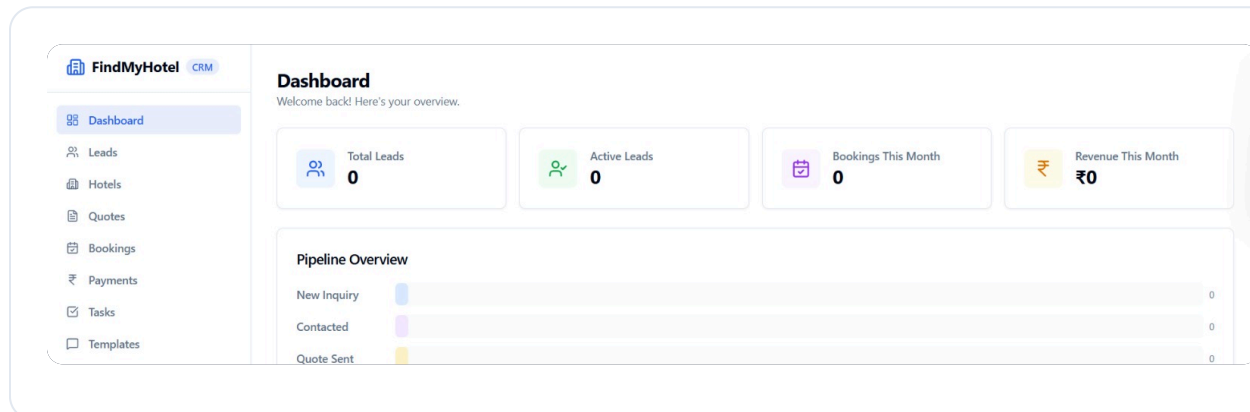 FindMyHotel CRM
Dashboard
Leads
Hotels
Quotes
Bookings
Payments
Tasks
Templates
Dashboard
Welcome back! Here's your overview.
Total Leads
0
Active Leads
0
Bookings This Month
0
Revenue This Month
₹0
Pipeline Overview
New Inquiry 0
Contacted 0
Quote Sent 0